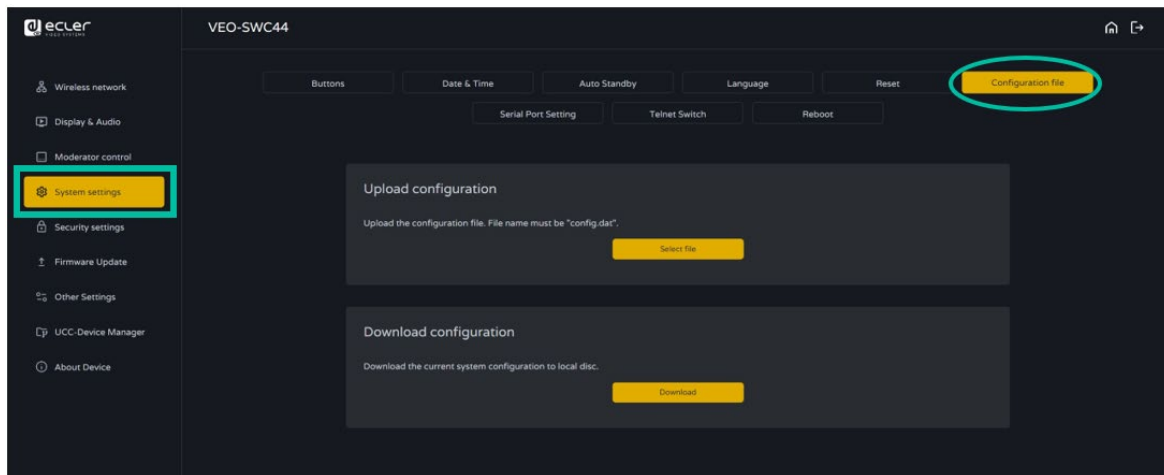 ecler
VIDEO SYSTEMS
VEO-SWC44
Wireless network
Display & Audio
Moderator control
System settings
Security settings
Firmware Update
Other Settings
UCC-Device Manager
About Device
Buttons
Date & Time
Auto Standby
Language
Reset
Configuration file
Serial Port Setting
Telnet Switch
Reboot
Upload configuration
Upload the configuration file. File name must be "config.dat".
Select file
Download configuration
Download the current system configuration to local disc.
Download